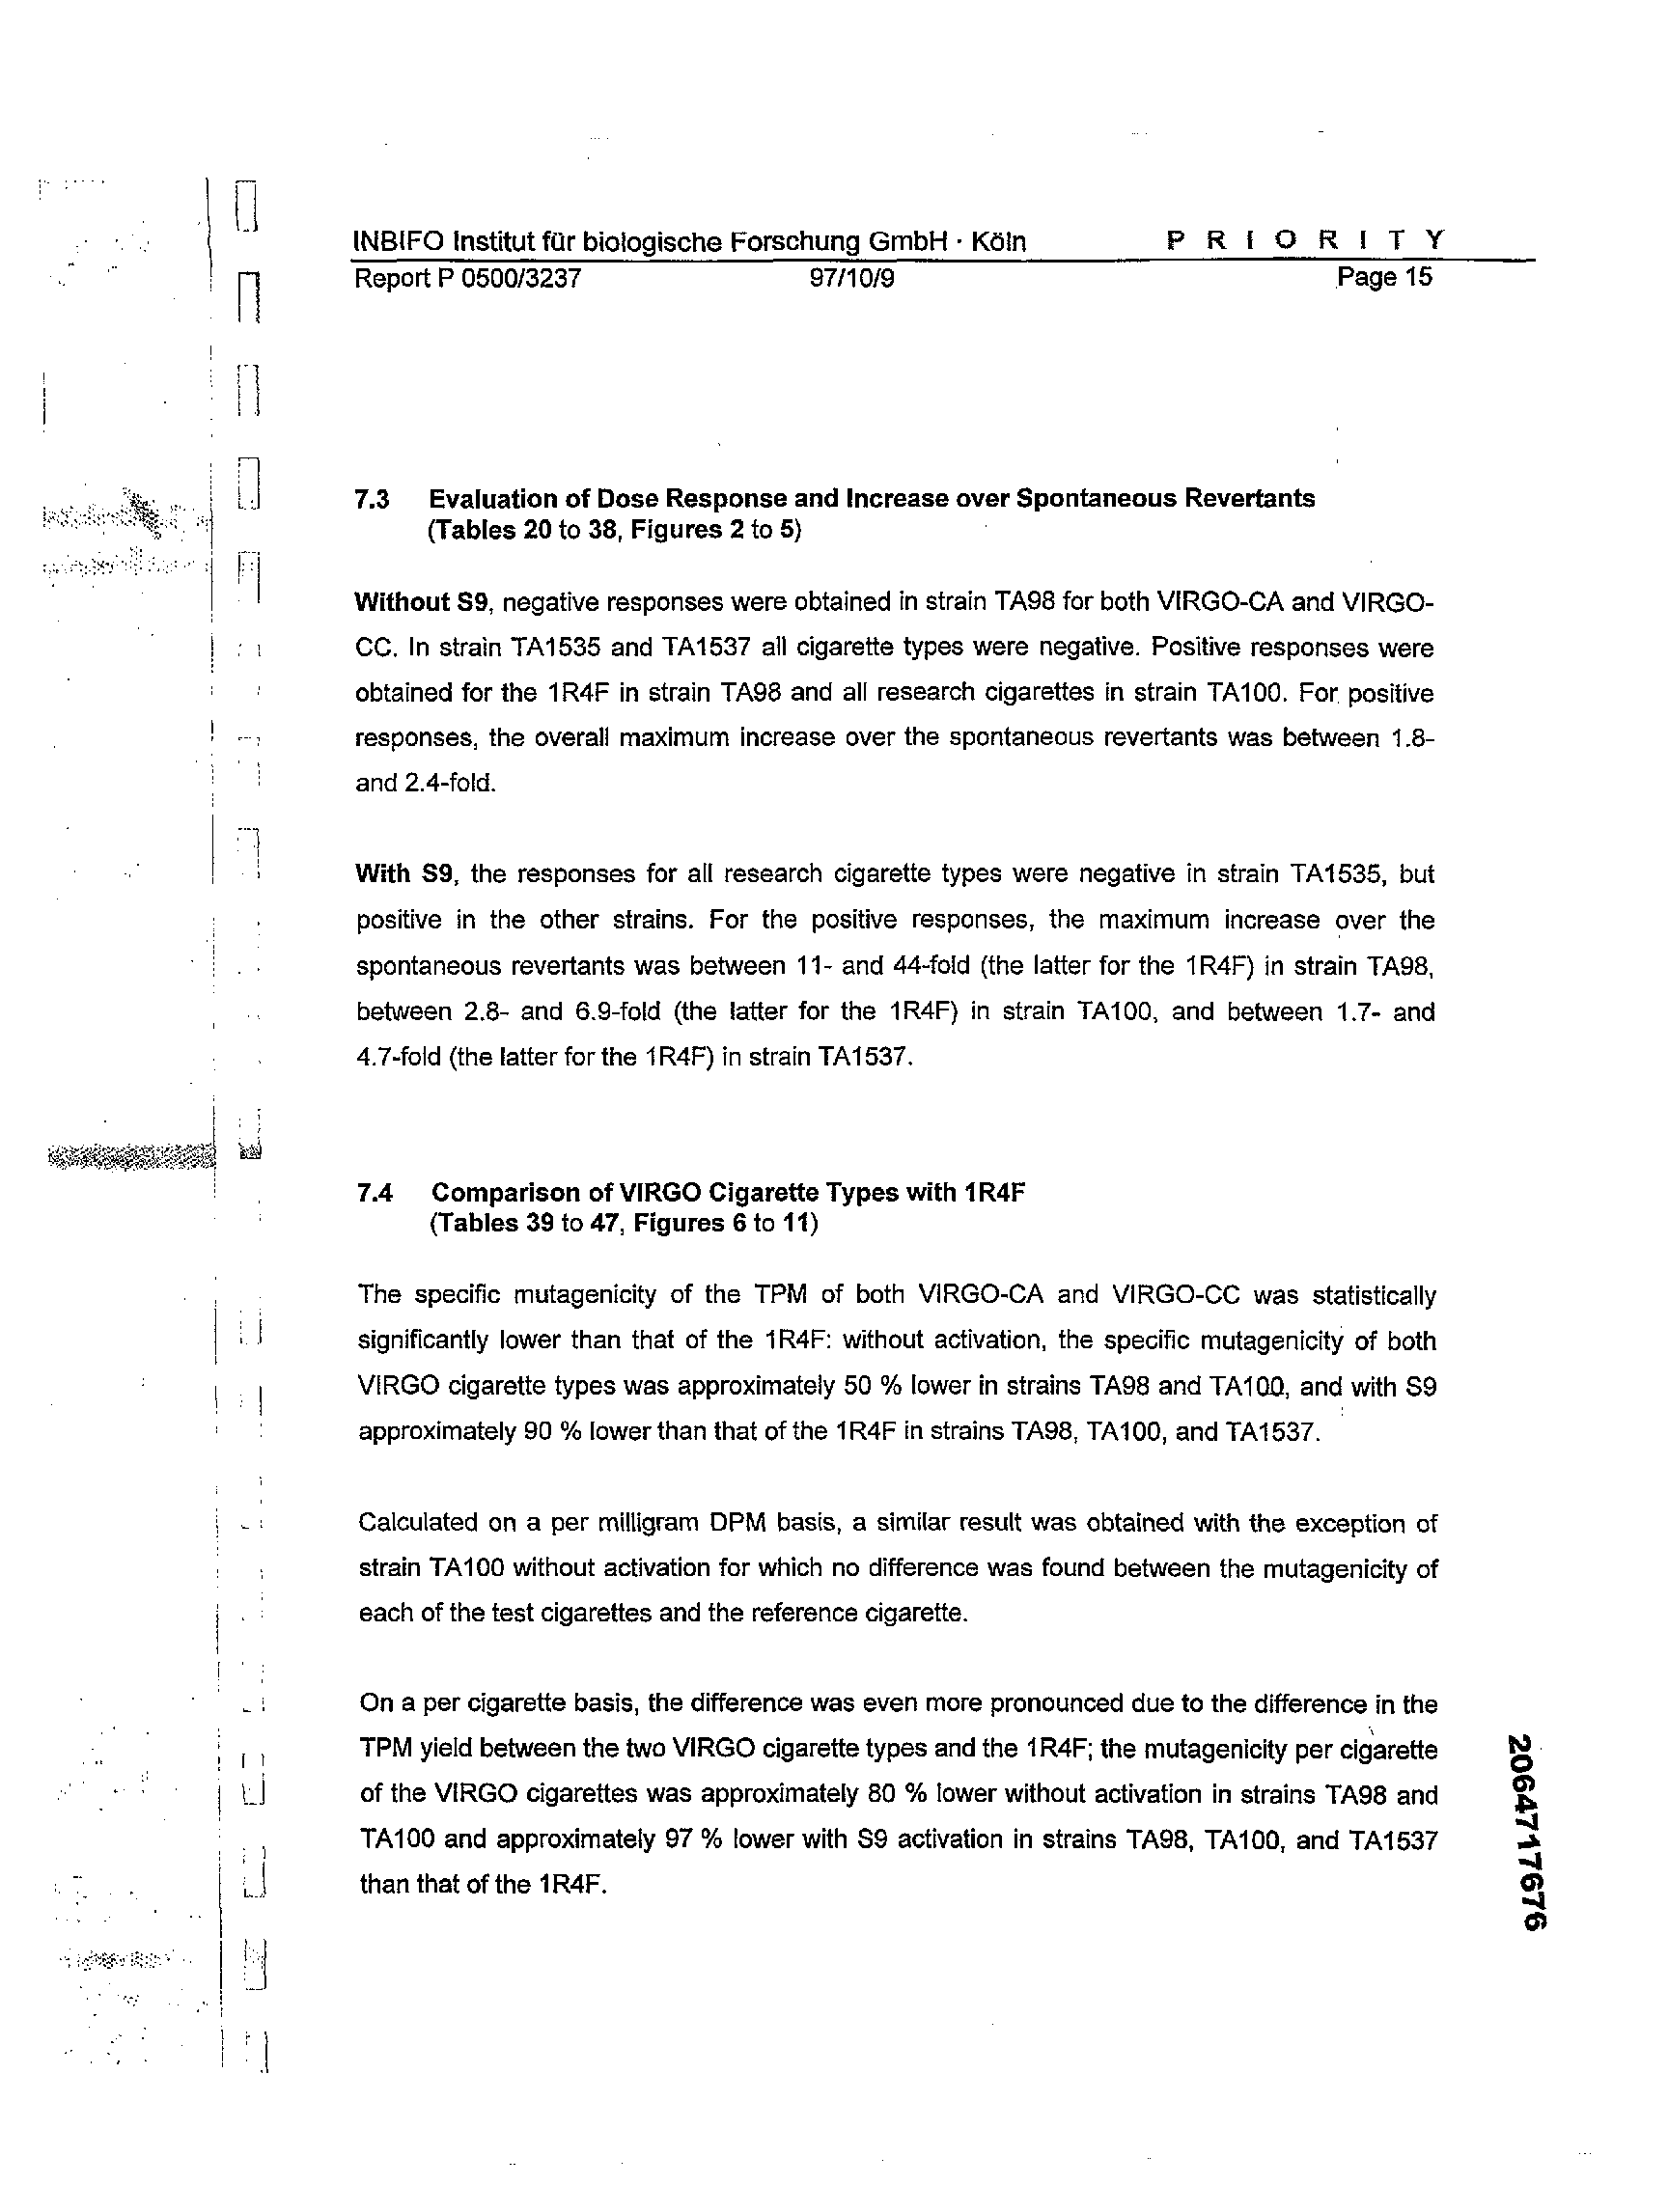 INBIFO Institut für biologische Forschung GmbH · Köln P R I O R I T Y
Report P 0500/3237 97/10/9 Page 15
7.3 Evaluation of Dose Response and Increase over Spontaneous Revertants
(Tables 20 to 38, Figures 2 to 5)
Without S9, negative responses were obtained in strain TA98 for both VIRGO-CA and VIRGO-
CC. In strain TA1535 and TA1537 all cigarette types were negative. Positive responses were
obtained for the 1R4F in strain TA98 and all research cigarettes in strain TA100. For positive
responses, the overall maximum increase over the spontaneous revertants was between 1.8-
and 2.4-fold.
With S9, the responses for all research cigarette types were negative in strain TA1535, but
positive in the other strains. For the positive responses, the maximum increase over the
spontaneous revertants was between 11- and 44-fold (the latter for the 1R4F) in strain TA98,
between 2.8- and 6.9-fold (the latter for the 1R4F) in strain TA100, and between 1.7- and
4.7-fold (the latter for the 1R4F) in strain TA1537.
7.4 Comparison of VIRGO Cigarette Types with 1R4F
(Tables 39 to 47, Figures 6 to 11)
The specific mutagenicity of the TPM of both VIRGO-CA and VIRGO-CC was statistically
significantly lower than that of the 1R4F: without activation, the specific mutagenicity of both
VIRGO cigarette types was approximately 50 % lower in strains TA98 and TA100, and with S9
approximately 90 % lower than that of the 1R4F in strains TA98, TA100, and TA1537.
Calculated on a per milligram DPM basis, a similar result was obtained with the exception of
strain TA100 without activation for which no difference was found between the mutagenicity of
each of the test cigarettes and the reference cigarette.
On a per cigarette basis, the difference was even more pronounced due to the difference in the
TPM yield between the two VIRGO cigarette types and the 1R4F; the mutagenicity per cigarette
of the VIRGO cigarettes was approximately 80 % lower without activation in strains TA98 and
TA100 and approximately 97 % lower with S9 activation in strains TA98, TA100, and TA1537
than that of the 1R4F.
2064717676